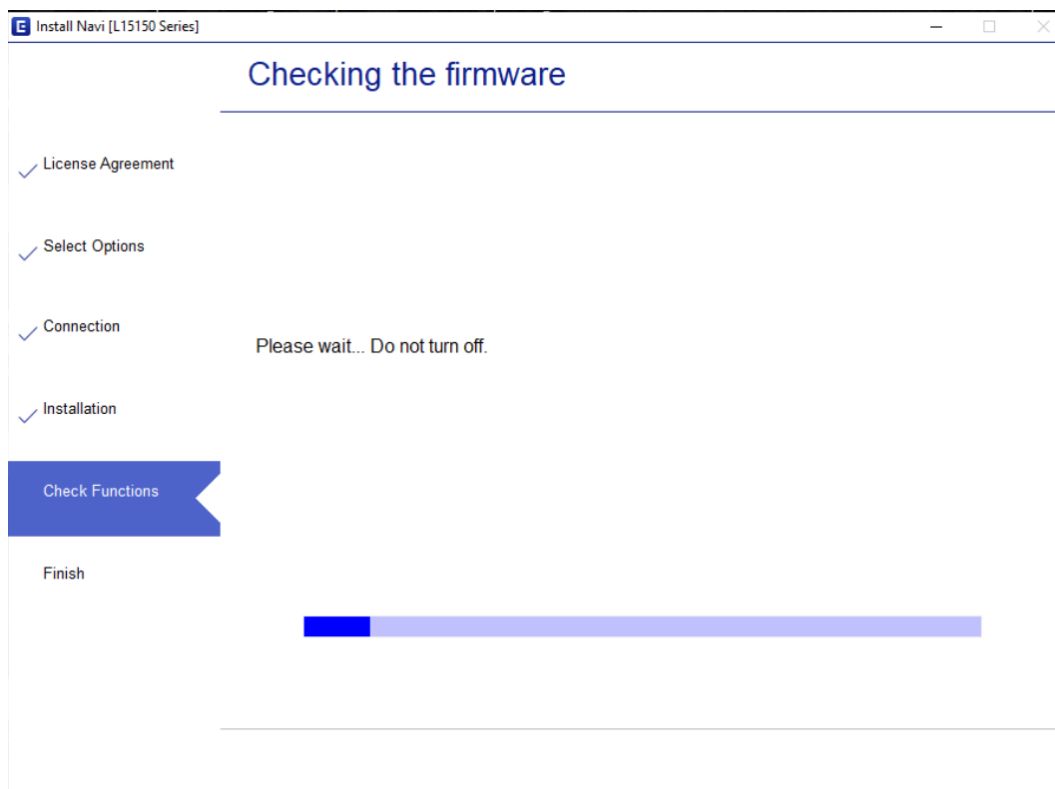 Install Navi [L15150 Series]
Checking the firmware
License Agreement
Select Options
Connection
Please wait... Do not turn off.
Installation
Check Functions
Finish